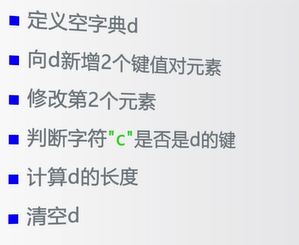 定义空字典d
向d新增2个键值对元素
修改第2个元素
判断字符"c"是否是d的键
计算d的长度
清空d